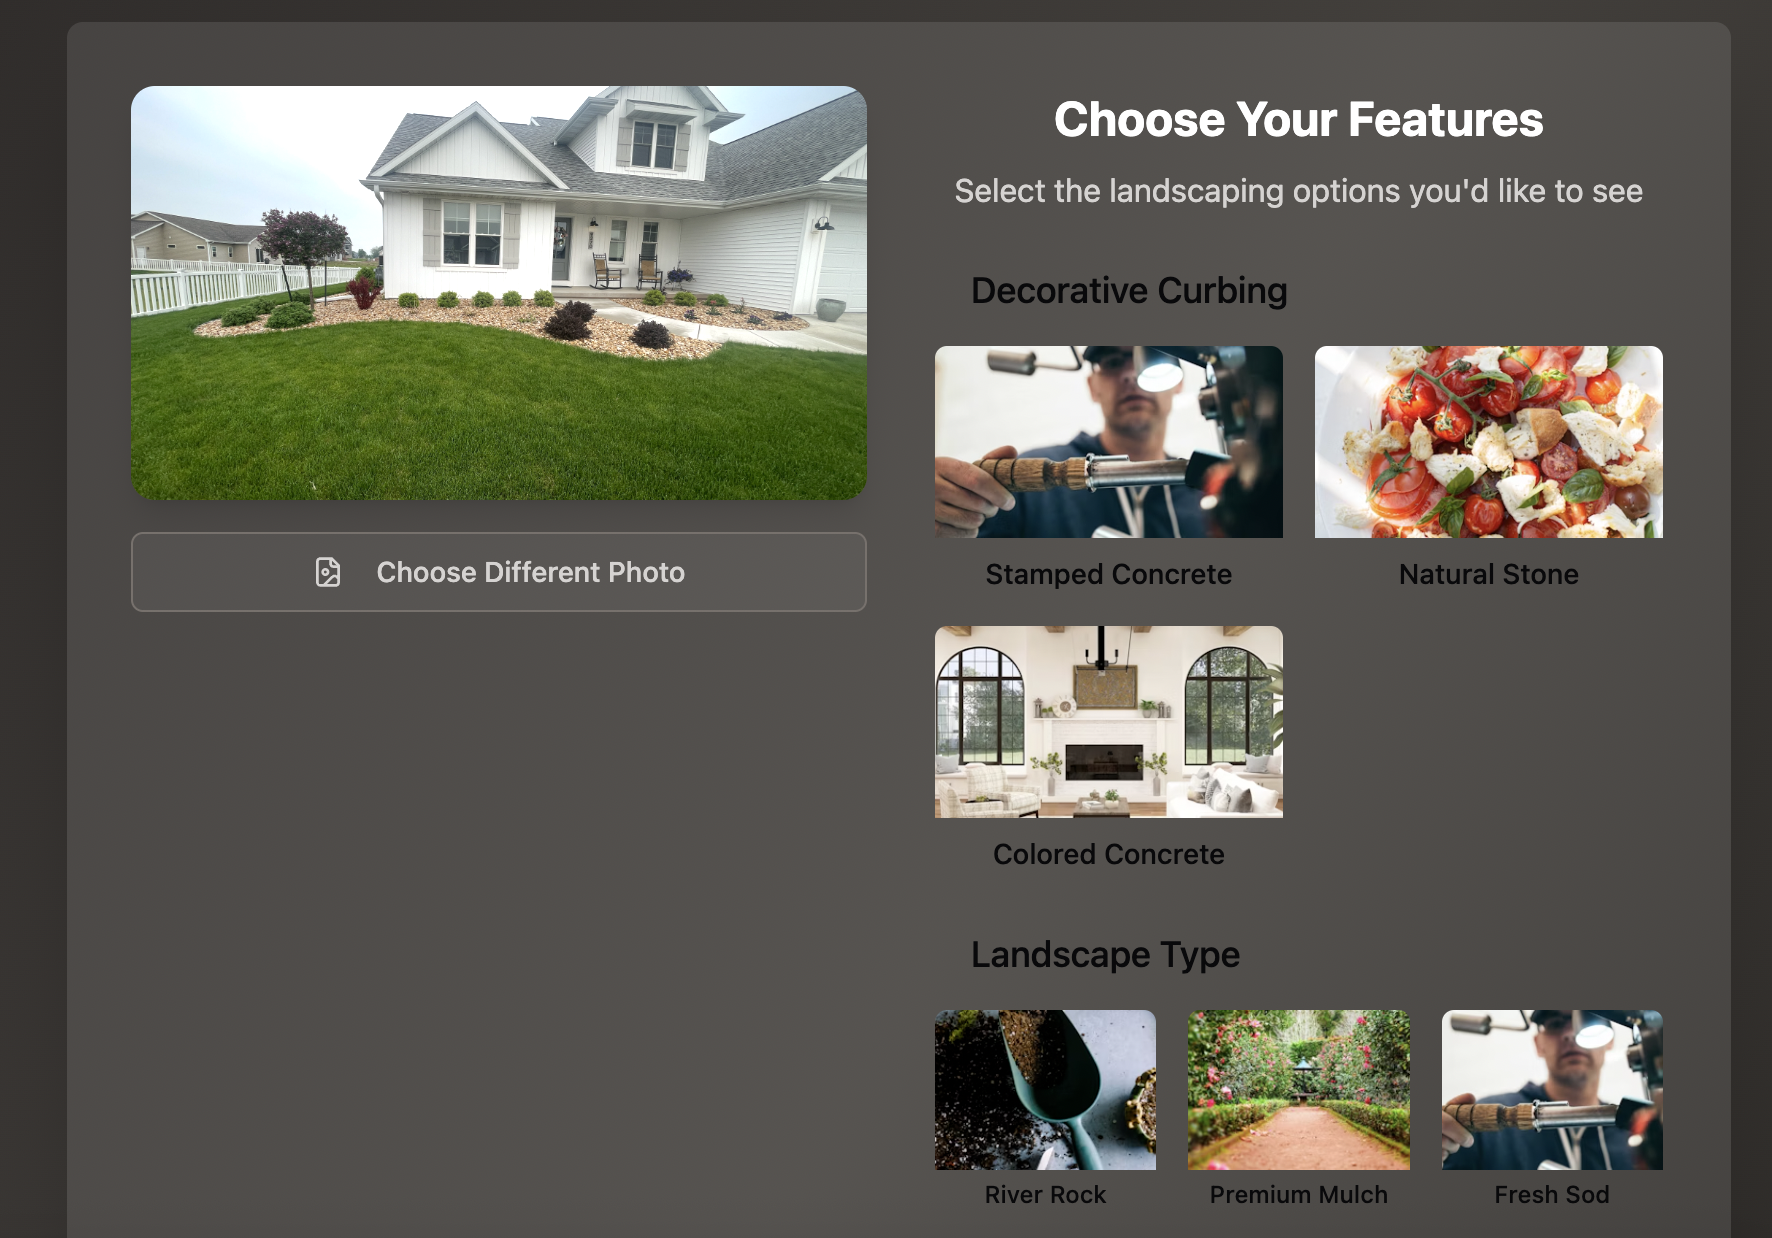 Choose Your Features
Select the landscaping options you'd like to see
Decorative Curbing
Stamped Concrete
Natural Stone
Choose Different Photo
Colored Concrete
Landscape Type
River Rock
Premium Mulch
Fresh Sod